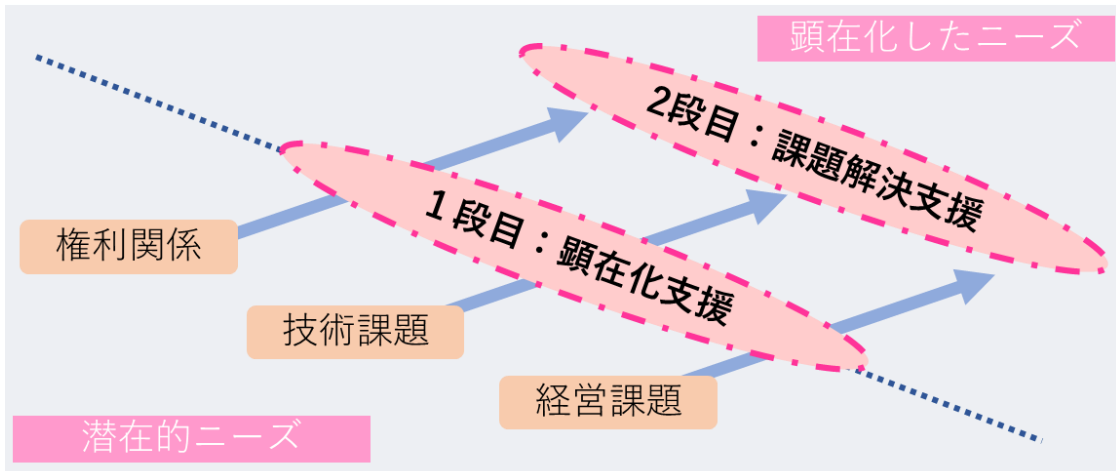 顕在化したニーズ
2段目：課題解決支援
１段目：顕在化支援
権利関係
技術課題
経営課題
潜在的ニーズ